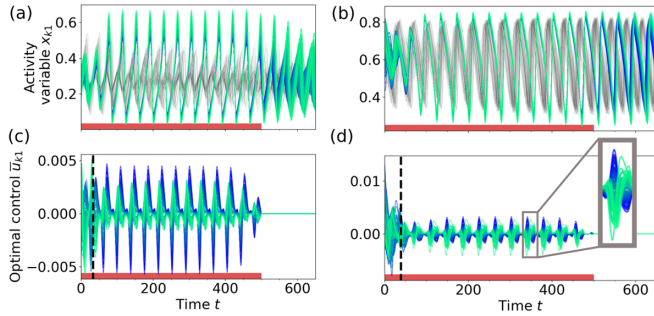 (a)
(b)
Activity
variable x_k1
0.6
0.4
0.2
0.8
0.6
0.4
(c)
(d)
Optimal control u̅_k1
0.005
0.000
−0.005
0.01
0.00
0 200 400 600
Time t
0 200 400 600
Time t